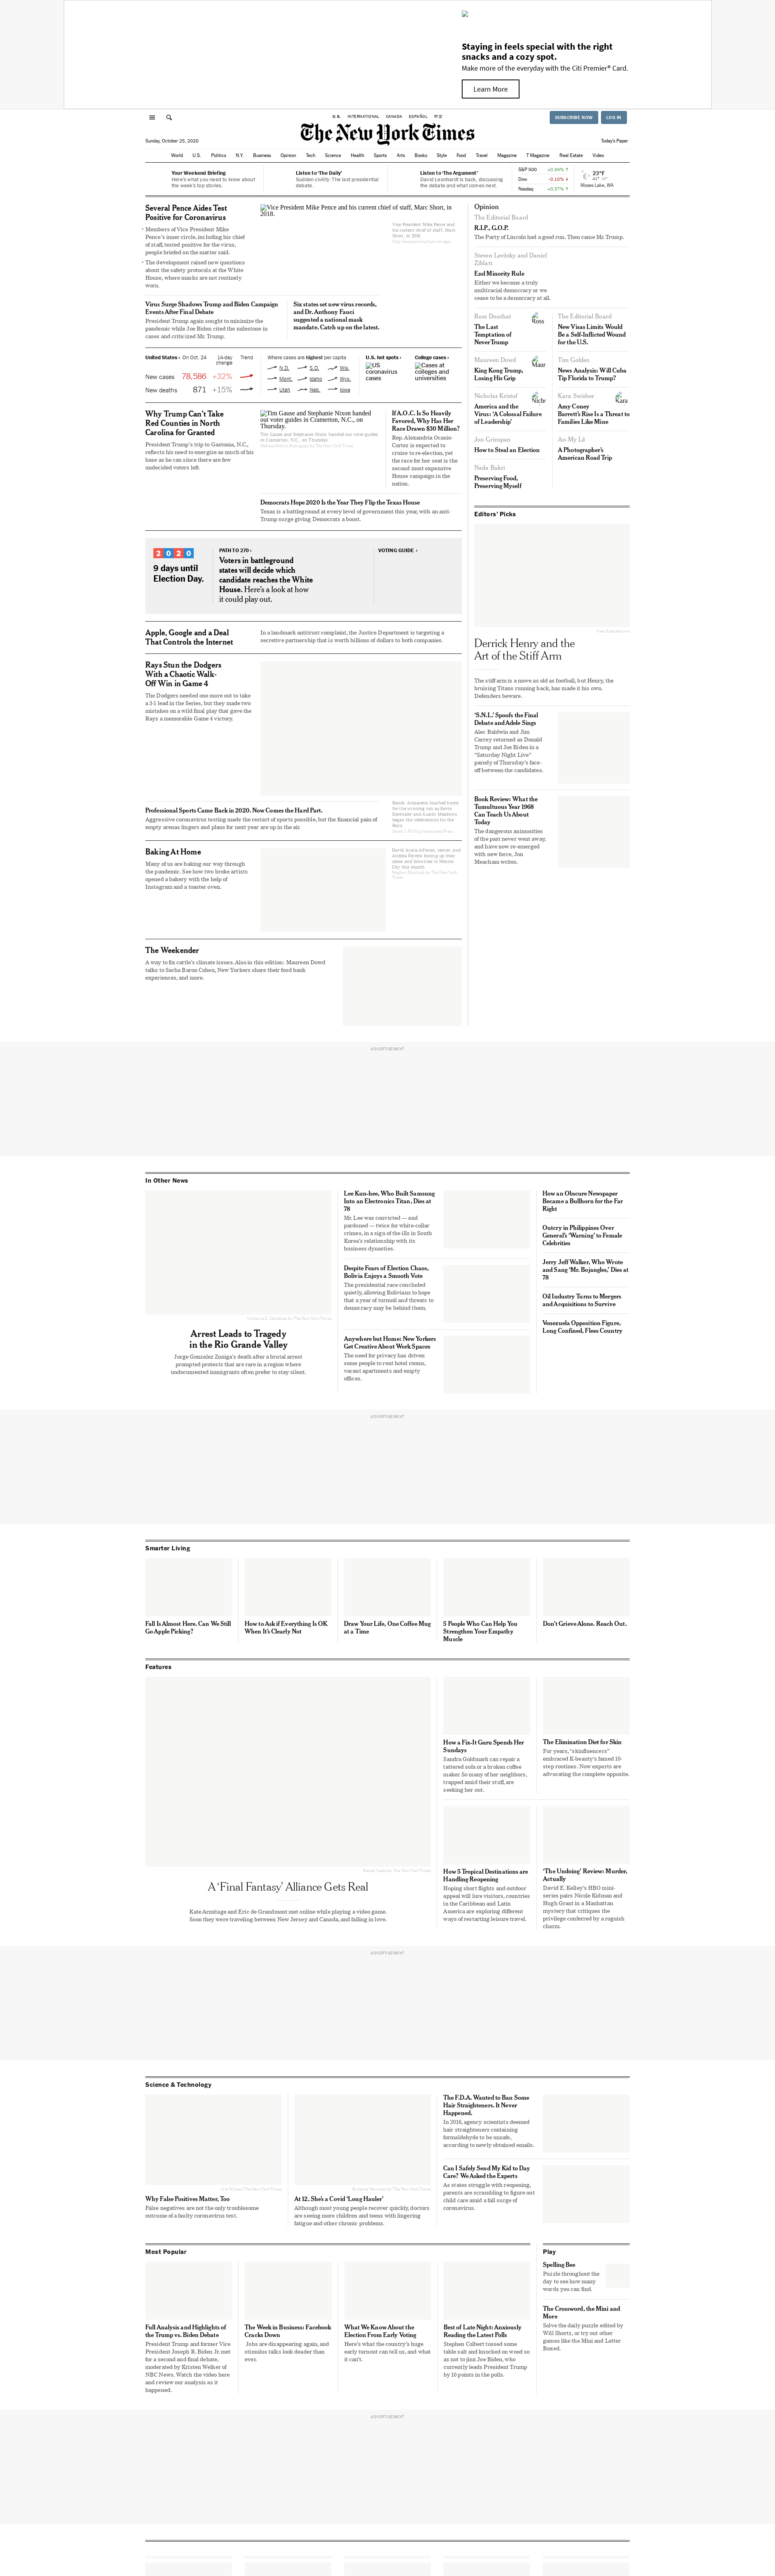 Staying in feels special with the right
snacks and a cozy spot.
Make more of the everyday with the Citi Premier® Card.
Learn More
U.S.
INTERNATIONAL
CANADA
ESPAÑOL
中文
SUBSCRIBE NOW
LOG IN
Sunday, October 25, 2020
The New York Times
Today's Paper
World
U.S.
Politics
N.Y.
Business
Opinion
Tech
Science
Health
Sports
Arts
Books
Style
Food
Travel
Magazine
T Magazine
Real Estate
Video
Your Weekend Briefing
Here's what you need to know about
the week's top stories.
Listen to 'The Daily'
Sudden civility: The last presidential
debate.
Listen to 'The Argument'
David Leonhardt is back, discussing
the debate and what comes next.
S&P 500 +0.34% ↑
Dow -0.10% ↓
Nasdaq +0.37% ↑
23°F
Moses Lake, WA
Several Pence Aides Test
Positive for Coronavirus
• Members of Vice President Mike
Pence's inner circle, including his chief
of staff, tested positive for the virus,
people briefed on the matter said.
• The development raised new questions
about the safety protocols at the White
House, where masks are not routinely
worn.
Vice President Mike Pence and his current chief of staff, Marc Short, in
2018.
Vice President Mike Pence and
his current chief of staff, Marc
Short, in 2018.
Virus Surge Shadows Trump and Biden Campaign
Events After Final Debate
President Trump again sought to minimize the
pandemic while Joe Biden cited the milestone in
cases and criticized Mr. Trump.
Six states set new virus records,
and Dr. Anthony Fauci
suggested a national mask
mandate. Catch up on the latest.
United States › On Oct. 24 14-day
change Trend
New cases 78,586 +32%
New deaths 871 +15%
Where cases are highest per capita
N.D. S.D. Wis.
Mont. Idaho Wyo.
Utah Neb. Iowa
U.S. hot spots ›
US
coronavirus
cases
College cases ›
Cases at
colleges and
universities
Why Trump Can't Take
Red Counties in North
Carolina for Granted
President Trump's trip to Gastonia, N.C.,
reflects his need to energize as much of his
base as he can since there are few
undecided voters left.
Tim Gause and Stephanie Nixon handed
out voter guides in Cramerton, N.C., on
Thursday.
Tim Gause and Stephanie Nixon handed out voter guides
in Cramerton, N.C., on Thursday.
If A.O.C. Is So Heavily
Favored, Why Has Her
Race Drawn $30 Million?
Rep. Alexandria Ocasio-
Cortez is expected to
cruise to re-election, yet
the race for her seat is the
second most expensive
House campaign in the
nation.
Democrats Hope 2020 Is the Year They Flip the Texas House
Texas is a battleground at every level of government this year, with an anti-
Trump surge giving Democrats a boost.
2020
9 days until
Election Day.
PATH TO 270 ›
Voters in battleground
states will decide which
candidate reaches the White
House. Here's a look at how
it could play out.
VOTING GUIDE ›
Apple, Google and a Deal
That Controls the Internet
In a landmark antitrust complaint, the Justice Department is targeting a
secretive partnership that is worth billions of dollars to both companies.
Rays Stun the Dodgers
With a Chaotic Walk-
Off Win in Game 4
The Dodgers needed one more out to take
a 3-1 lead in the Series, but they made two
mistakes on a wild final play that gave the
Rays a memorable Game 4 victory.
Professional Sports Came Back in 2020. Now Comes the Hard Part.
Aggressive coronavirus testing made the restart of sports possible, but the financial pain of
empty arenas lingers and plans for next year are up in the air.
Randy Arozarena touched home
for the winning run as Kevin
Kiermaier and Austin Meadows
began the celebrations for the
Rays.
Baking At Home
Many of us are baking our way through
the pandemic. See how two broke artists
opened a bakery with the help of
Instagram and a toaster oven.
David Ayala-Alfonso, center, and
Andrea Ferrero boxing up their
cakes and brownies in Mexico
City this month.
The Weekender
A way to fix cattle's climate issues. Also in this edition: Maureen Dowd
talks to Sacha Baron Cohen, New Yorkers share their food bank
experiences, and more.
Opinion
The Editorial Board
R.I.P., G.O.P.
The Party of Lincoln had a good run. Then came Mr. Trump.
Steven Levitsky and Daniel
Ziblatt
End Minority Rule
Either we become a truly
multiracial democracy or we
cease to be a democracy at all.
Ross Douthat
The Last
Temptation of
NeverTrump
Ross
The Editorial Board
New Visas Limits Would
Be a Self-Inflicted Wound
for the U.S.
Maureen Dowd
King Kong Trump,
Losing His Grip
Maur
Tim Golden
News Analysis: Will Cuba
Tip Florida to Trump?
Nicholas Kristof
America and the
Virus: 'A Colossal Failure
of Leadership'
Nich
Kara Swisher
Amy Coney
Barrett's Rise Is a Threat to
Families Like Mine
Kara
Jon Grinspan
How to Steal an Election
An-My Lê
A Photographer's
American Road Trip
Nada Bakri
Preserving Food,
Preserving Myself
Editors' Picks
Derrick Henry and the
Art of the Stiff Arm
The stiff arm is a move as old as football, but Henry, the
bruising Titans running back, has made it his own.
Defenders beware.
'S.N.L.' Spoofs the Final
Debate and Adele Sings
Alec Baldwin and Jim
Carrey returned as Donald
Trump and Joe Biden in a
"Saturday Night Live"
parody of Thursday's face-
off between the candidates.
Book Review: What the
Tumultuous Year 1968
Can Teach Us About
Today
The dangerous animosities
of the past never went away,
and have now re-emerged
with new force, Jon
Meacham writes.
ADVERTISEMENT
In Other News
Arrest Leads to Tragedy
in the Rio Grande Valley
Jorge Gonzalez Zuniga's death after a brutal arrest
prompted protests that are rare in a region where
undocumented immigrants often prefer to stay silent.
Lee Kun-hee, Who Built Samsung
Into an Electronics Titan, Dies at
78
Mr. Lee was convicted — and
pardoned — twice for white-collar
crimes, in a sign of the ills in South
Korea's relationship with its
business dynasties.
Despite Fears of Election Chaos,
Bolivia Enjoys a Smooth Vote
The presidential race concluded
quietly, allowing Bolivians to hope
that a year of turmoil and threats to
democracy may be behind them.
Anywhere but Home: New Yorkers
Get Creative About Work Spaces
The need for privacy has driven
some people to rent hotel rooms,
vacant apartments and empty
offices.
How an Obscure Newspaper
Became a Bullhorn for the Far
Right
Outcry in Philippines Over
General's 'Warning' to Female
Celebrities
Jerry Jeff Walker, Who Wrote
and Sang 'Mr. Bojangles,' Dies at
78
Oil Industry Turns to Mergers
and Acquisitions to Survive
Venezuela Opposition Figure,
Long Confined, Flees Country
ADVERTISEMENT
Smarter Living
Fall Is Almost Here. Can We Still
Go Apple Picking?
How to Ask if Everything Is OK
When It's Clearly Not
Draw Your Life, One Coffee Mug
at a Time
5 People Who Can Help You
Strengthen Your Empathy
Muscle
Don't Grieve Alone. Reach Out.
Features
A 'Final Fantasy' Alliance Gets Real
Kate Armitage and Eric de Grandmont met online while playing a video game.
Soon they were traveling between New Jersey and Canada, and falling in love.
How a Fix-It Guru Spends Her
Sundays
Sandra Goldmark can repair a
tattered sofa or a broken coffee
maker. So many of her neighbors,
trapped amid their stuff, are
seeking her out.
The Elimination Diet for Skin
For years, "skinfluencers"
embraced K-beauty's famed 10-
step routines. Now experts are
advocating the complete opposite.
How 5 Tropical Destinations are
Handling Reopening
Hoping short flights and outdoor
appeal will lure visitors, countries
in the Caribbean and Latin
America are exploring different
ways of restarting leisure travel.
'The Undoing' Review: Murder,
Actually
David E. Kelley's HBO mini-
series pairs Nicole Kidman and
Hugh Grant in a Manhattan
mystery that critiques the
privilege conferred by a roguish
charm.
ADVERTISEMENT
Science & Technology
Why False Positives Matter, Too
False negatives are not the only troublesome
outcome of a faulty coronavirus test.
At 12, She's a Covid 'Long Hauler'
Although most young people recover quickly, doctors
are seeing more children and teens with lingering
fatigue and other chronic problems.
The F.D.A. Wanted to Ban Some
Hair Straighteners. It Never
Happened.
In 2016, agency scientists deemed
hair straighteners containing
formaldehyde to be unsafe,
according to newly obtained emails.
Can I Safely Send My Kid to Day
Care? We Asked the Experts
As states struggle with reopening,
parents are scrambling to figure out
child care amid a fall surge of
coronavirus.
Most Popular
Full Analysis and Highlights of
the Trump vs. Biden Debate
President Trump and former Vice
President Joseph R. Biden Jr. met
for a second and final debate,
moderated by Kristen Welker of
NBC News. Watch the video here
and review our analysis as it
happened.
The Week in Business: Facebook
Cracks Down
Jobs are disappearing again, and
stimulus talks look deader than
ever.
What We Know About the
Election From Early Voting
Here's what the country's huge
early turnout can tell us, and what
it can't.
Best of Late Night: Anxiously
Reading the Latest Polls
Stephen Colbert tossed some
table salt and knocked on wood so
as not to jinx Joe Biden, who
currently leads President Trump
by 10 points in the polls.
Play
Spelling Bee
Puzzle throughout the
day to see how many
words you can find.
The Crossword, the Mini and
More
Solve the daily puzzle edited by
Will Shortz, or try out other
games like the Mini and Letter
Boxed.
ADVERTISEMENT